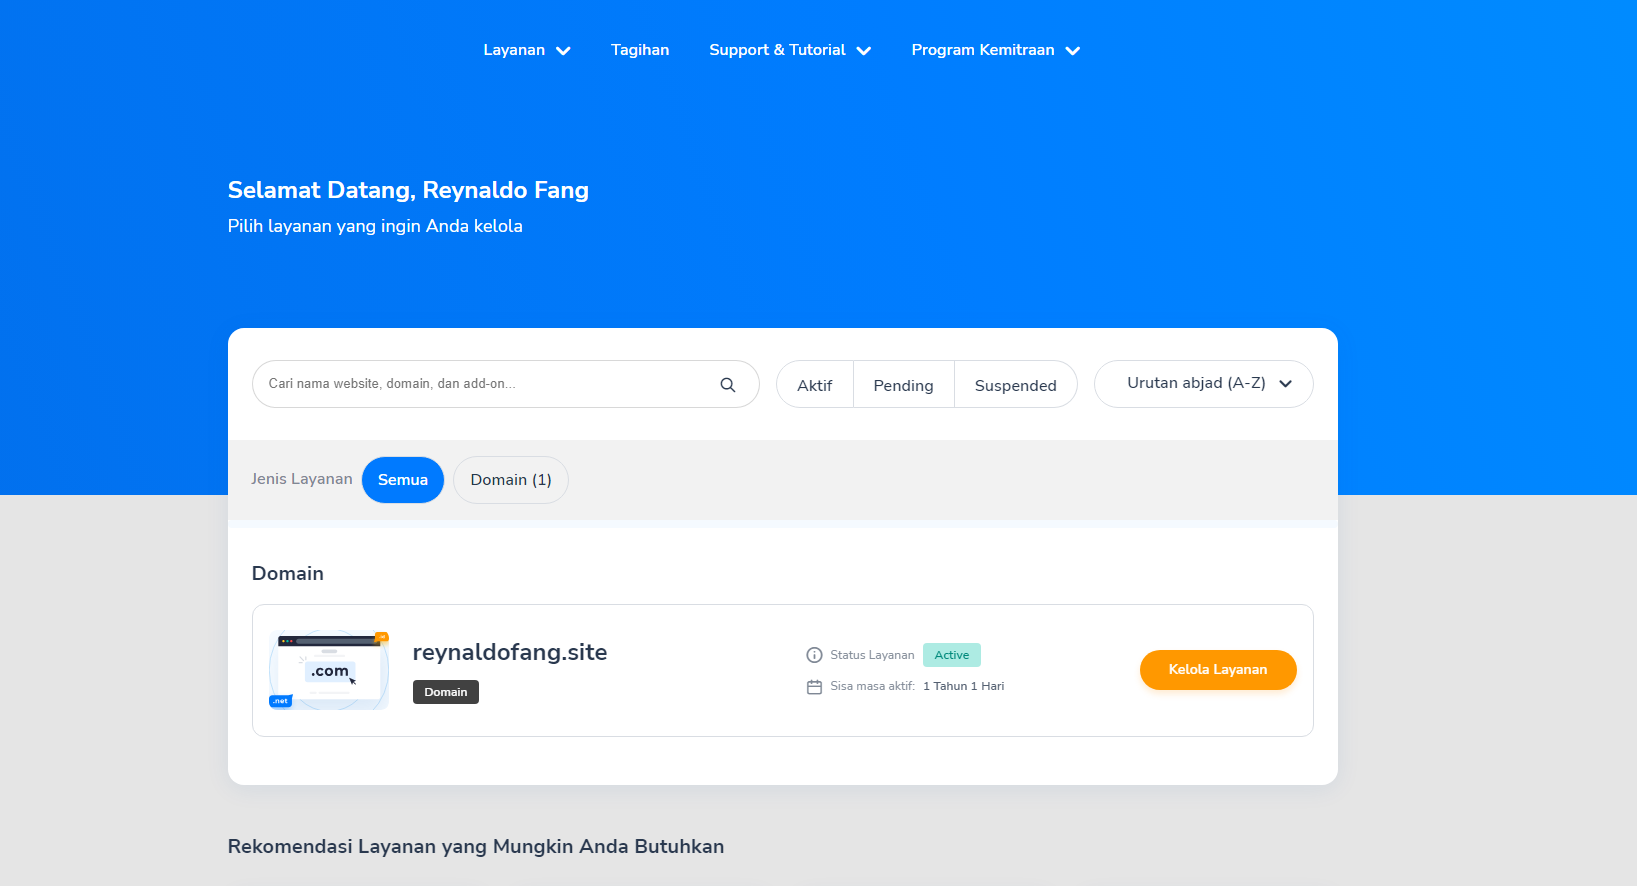 Layanan Tagihan Support & Tutorial Program Kemitraan
Selamat Datang, Reynaldo Fang
Pilih layanan yang ingin Anda kelola
Cari nama website, domain, dan add-on... Aktif Pending Suspended Urutan abjad (A-Z)
Jenis Layanan Semua Domain (1)
Domain
.com
.net
reynaldofang.site
Domain
Status Layanan Active
Sisa masa aktif: 1 Tahun 1 Hari
Kelola Layanan
Rekomendasi Layanan yang Mungkin Anda Butuhkan